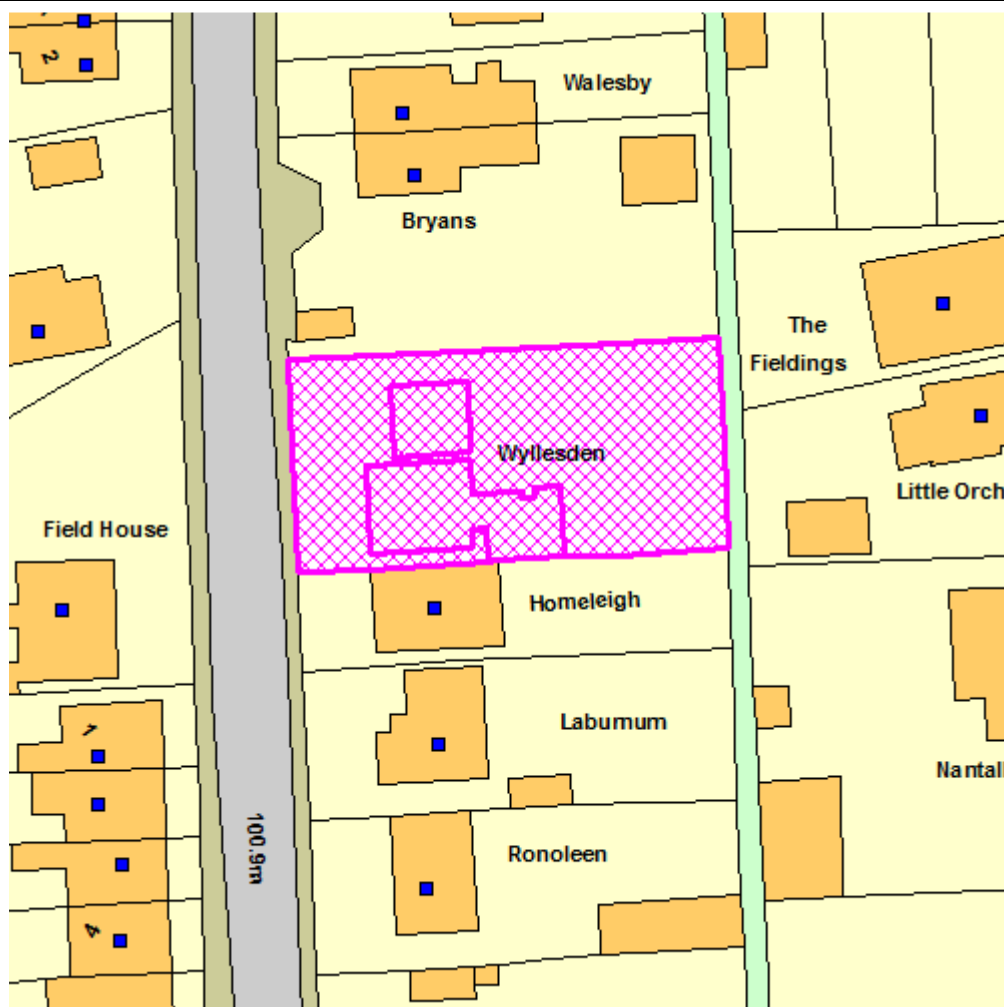 2
Walesby
Bryans
The
Fieldings
Wyllesden
Little Orch
Field House
Homeleigh
1
Laburnum
Nantall
100.9m
Ronoleen
4